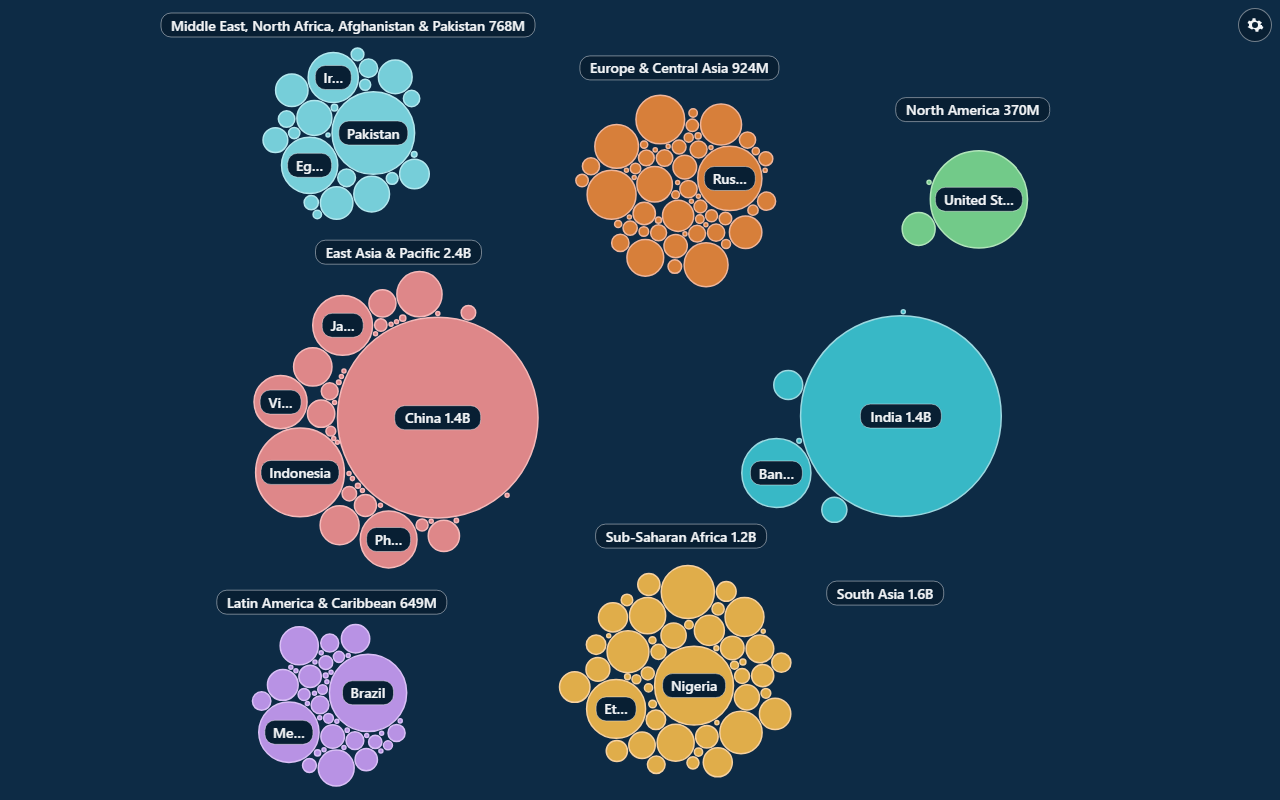 Middle East, North Africa, Afghanistan & Pakistan 768M
Ir...
Pakistan
Eg...
Europe & Central Asia 924M
Rus...
North America 370M
United St...
East Asia & Pacific 2.4B
Ja...
Vi...
China 1.4B
Indonesia
Ph...
India 1.4B
Ban...
South Asia 1.6B
Latin America & Caribbean 649M
Brazil
Me...
Sub-Saharan Africa 1.2B
Nigeria
Et...